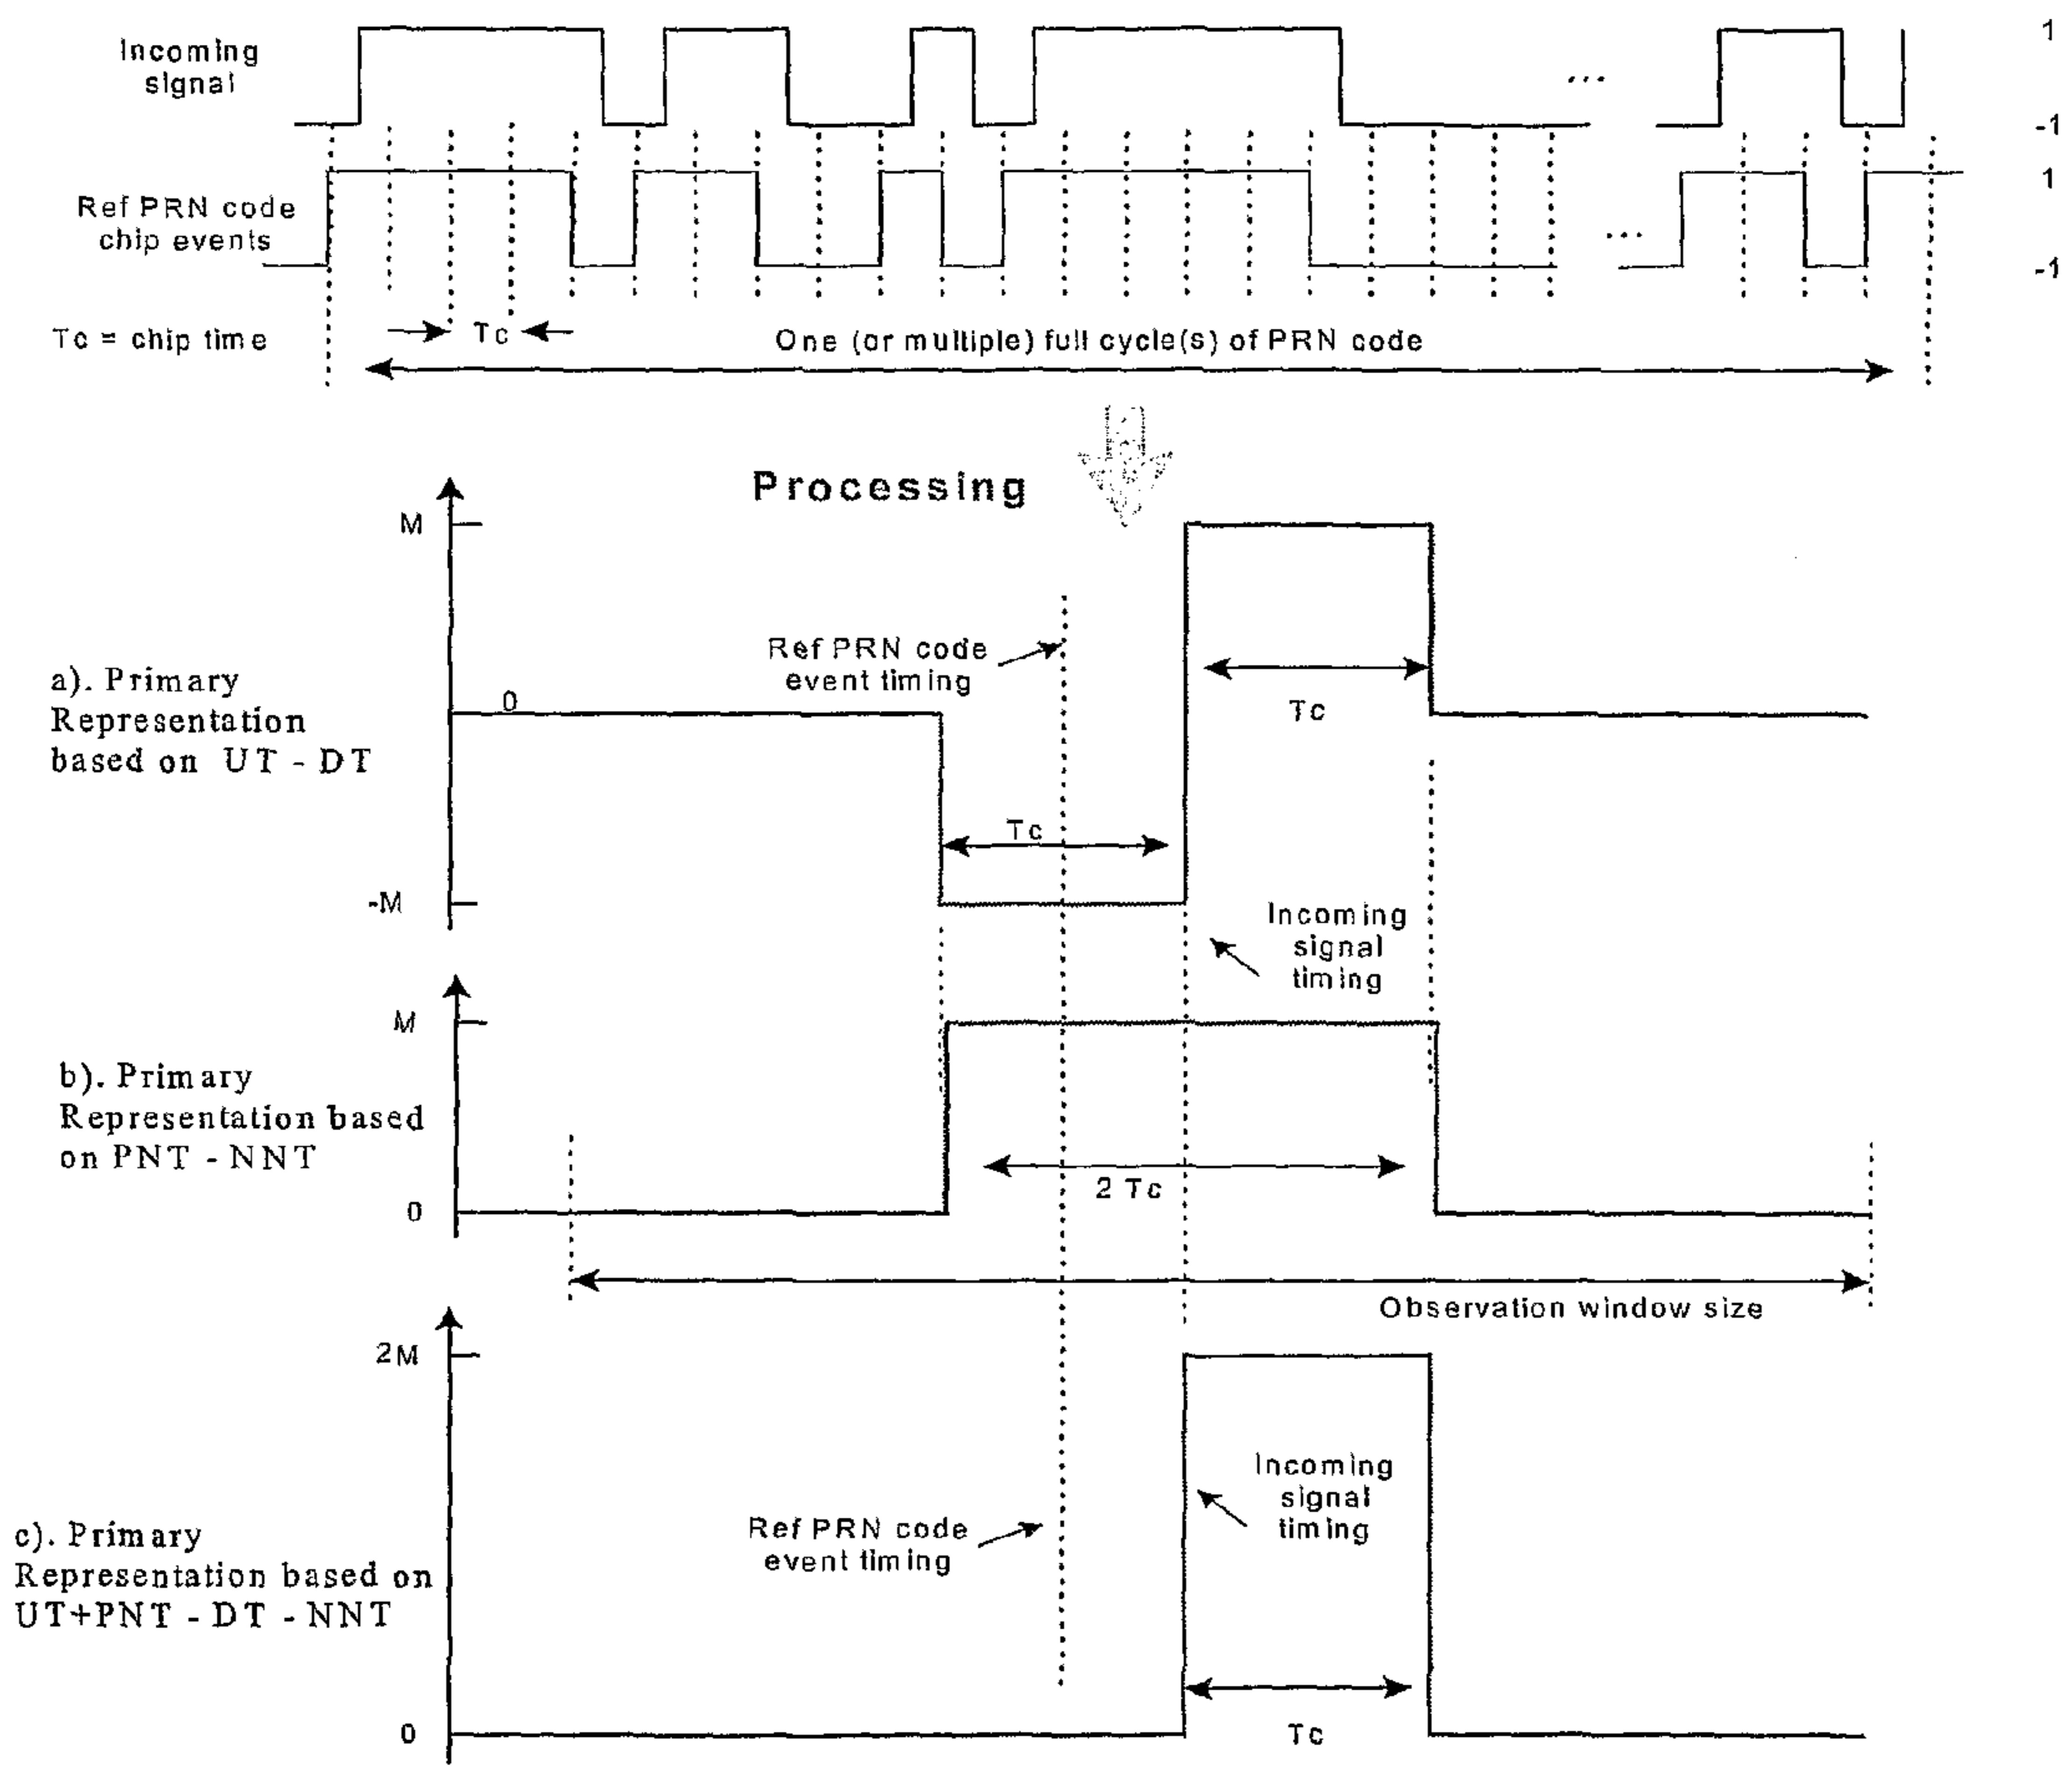 Incoming
signal
1
-1
...
Ref PRN code
chip events
1
-1
...
Tc = chip time
Tc
One (or multiple) full cycle(s) of PRN code
Processing
M
0
-M
a). Primary
Representation
based on UT - DT
Ref PRN code
event timing
Tc
Tc
Incoming
signal
timing
M
0
b). Primary
Representation based
on PNT - NNT
2 Tc
Observation window size
2M
0
c). Primary
Representation based on
UT+PNT - DT - NNT
Ref PRN code
event timing
Incoming
signal
timing
Tc